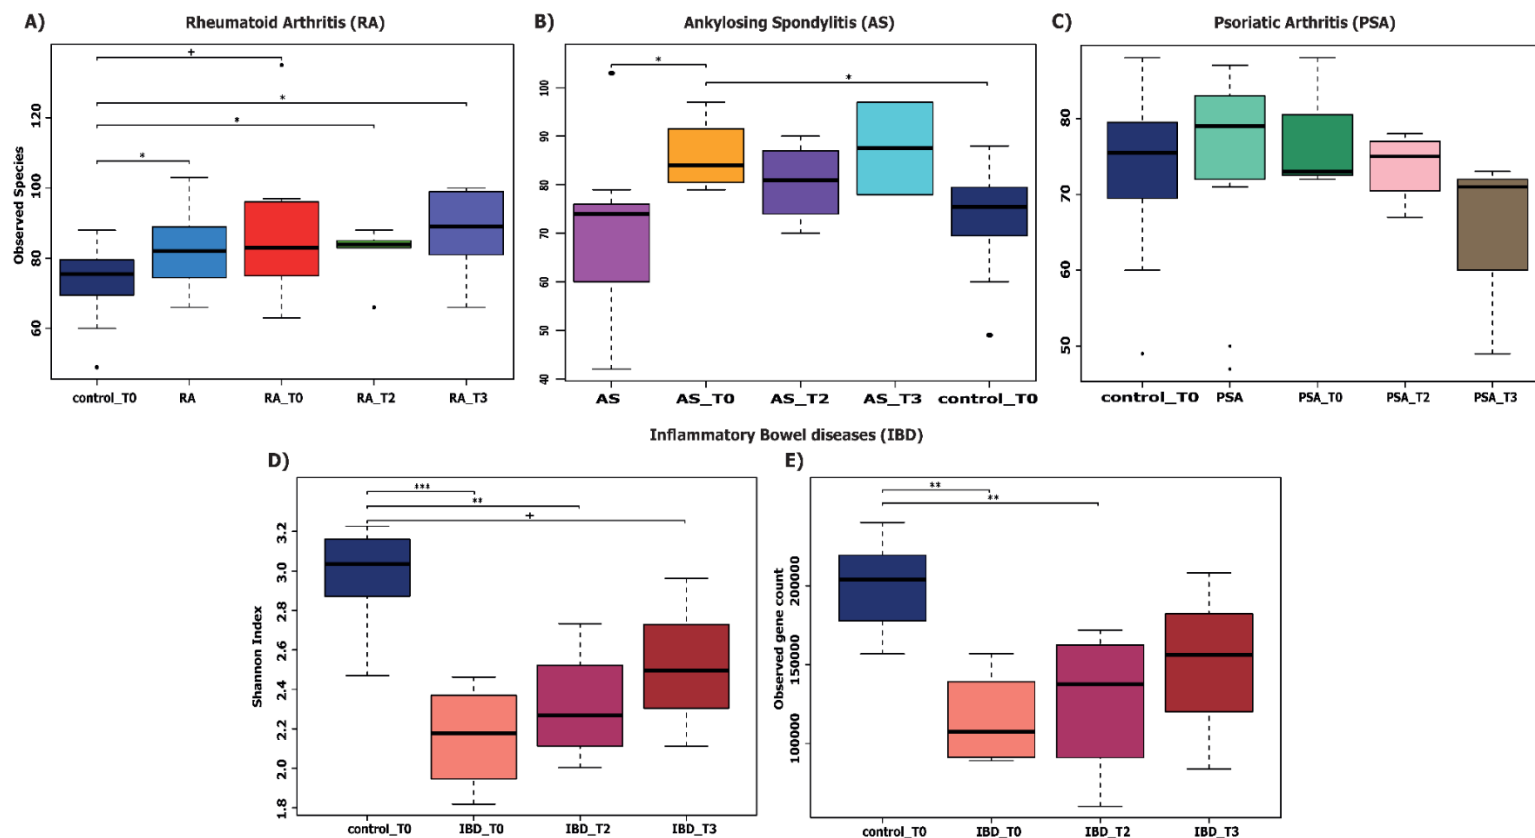 A) Rheumatoid Arthritis (RA)
Observed Species
120
100
80
60
+
*
*
*
control_T0 RA RA_T0 RA_T2 RA_T3
B) Ankylosing Spondylitis (AS)
100
90
80
70
60
50
40
*
*
AS AS_T0 AS_T2 AS_T3 control_T0
C) Psoriatic Arthritis (PSA)
80
70
60
50
control_T0 PSA PSA_T0 PSA_T2 PSA_T3
Inflammatory Bowel diseases (IBD)
D)
Shannon Index
3.2
3.0
2.8
2.6
2.4
2.2
2.0
1.8
***
**
+
control_T0 IBD_T0 IBD_T2 IBD_T3
E)
Observed gene count
200000
150000
100000
**
**
control_T0 IBD_T0 IBD_T2 IBD_T3